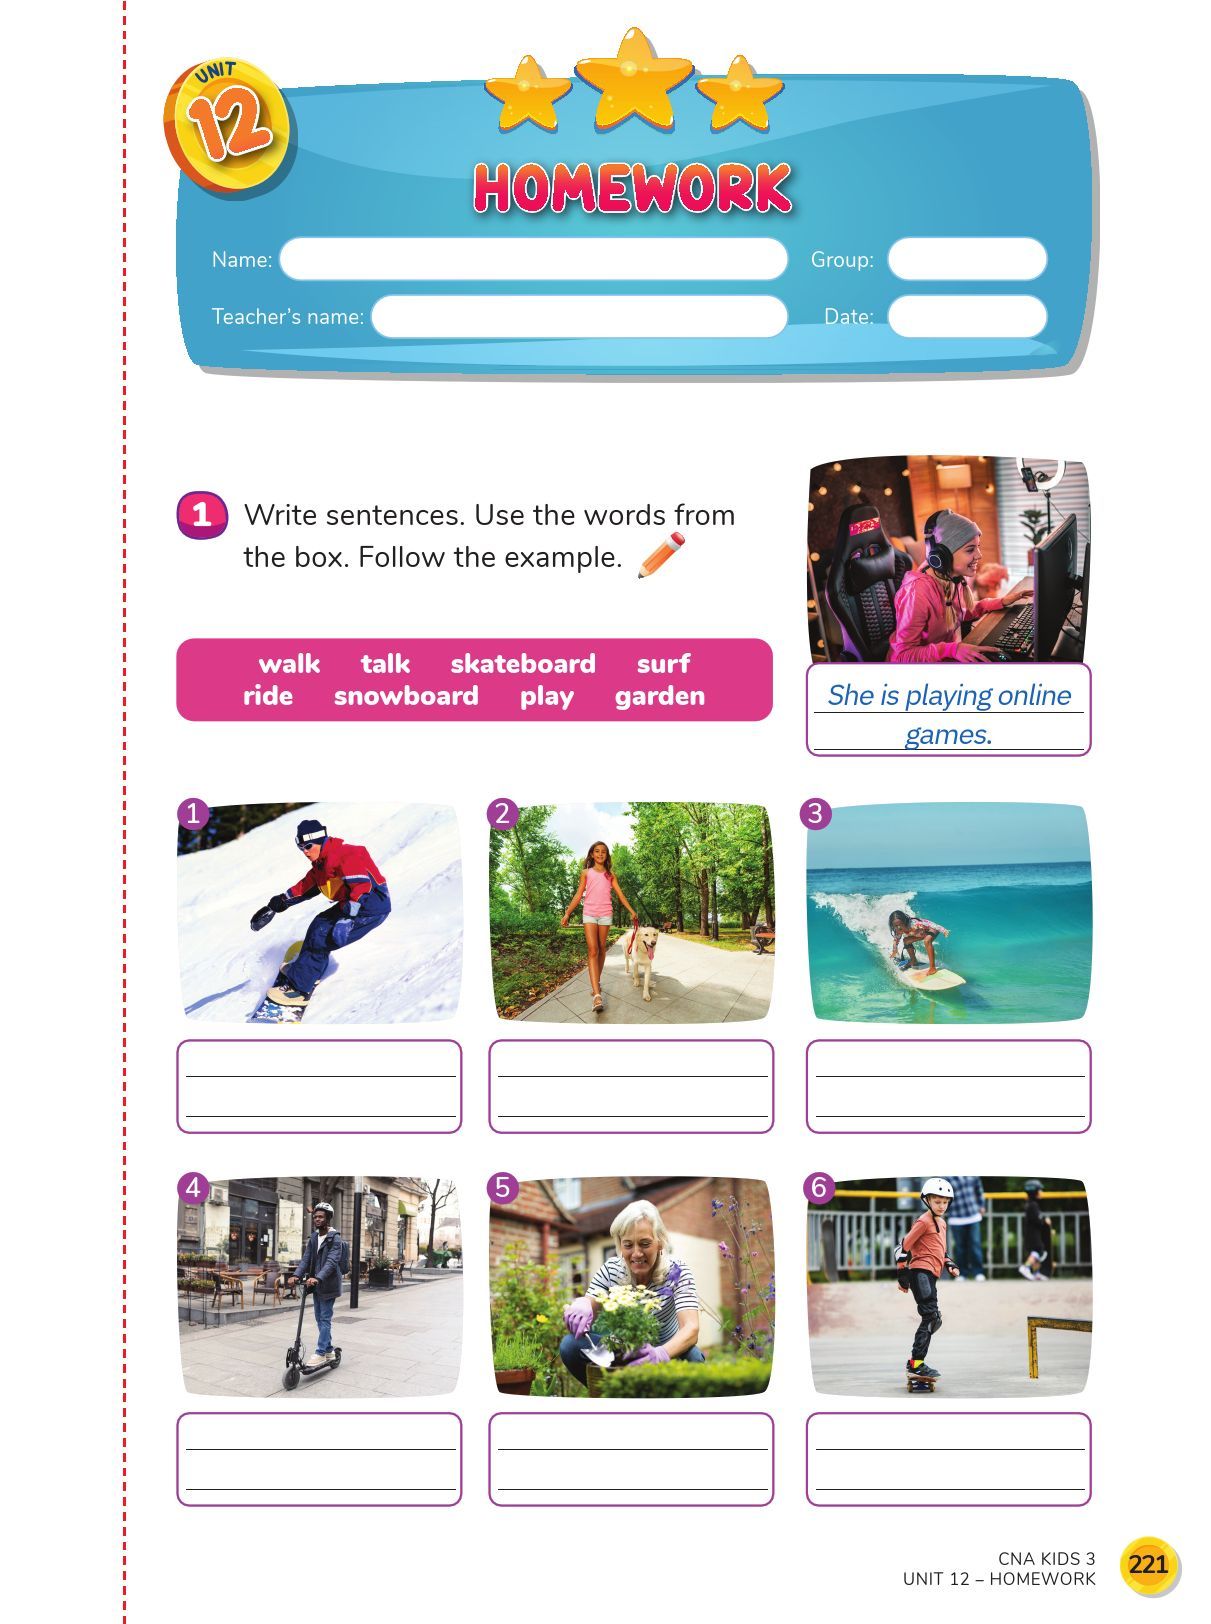 UNIT
12
HOMEWORK
Name:
Group:
Teacher's name:
Date:
1
Write sentences. Use the words from
the box. Follow the example.
walk talk skateboard surf
ride snowboard play garden
She is playing online
games.
1
2
3
4
5
6
CNA KIDS 3
UNIT 12 – HOMEWORK
221